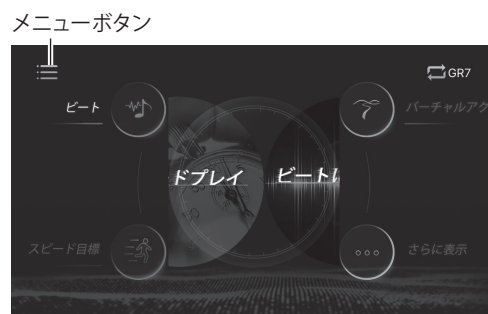 メニューボタン
GR7
ビート
バーチャルアク
ドプレイ
ビートに
スピード目標
さらに表示